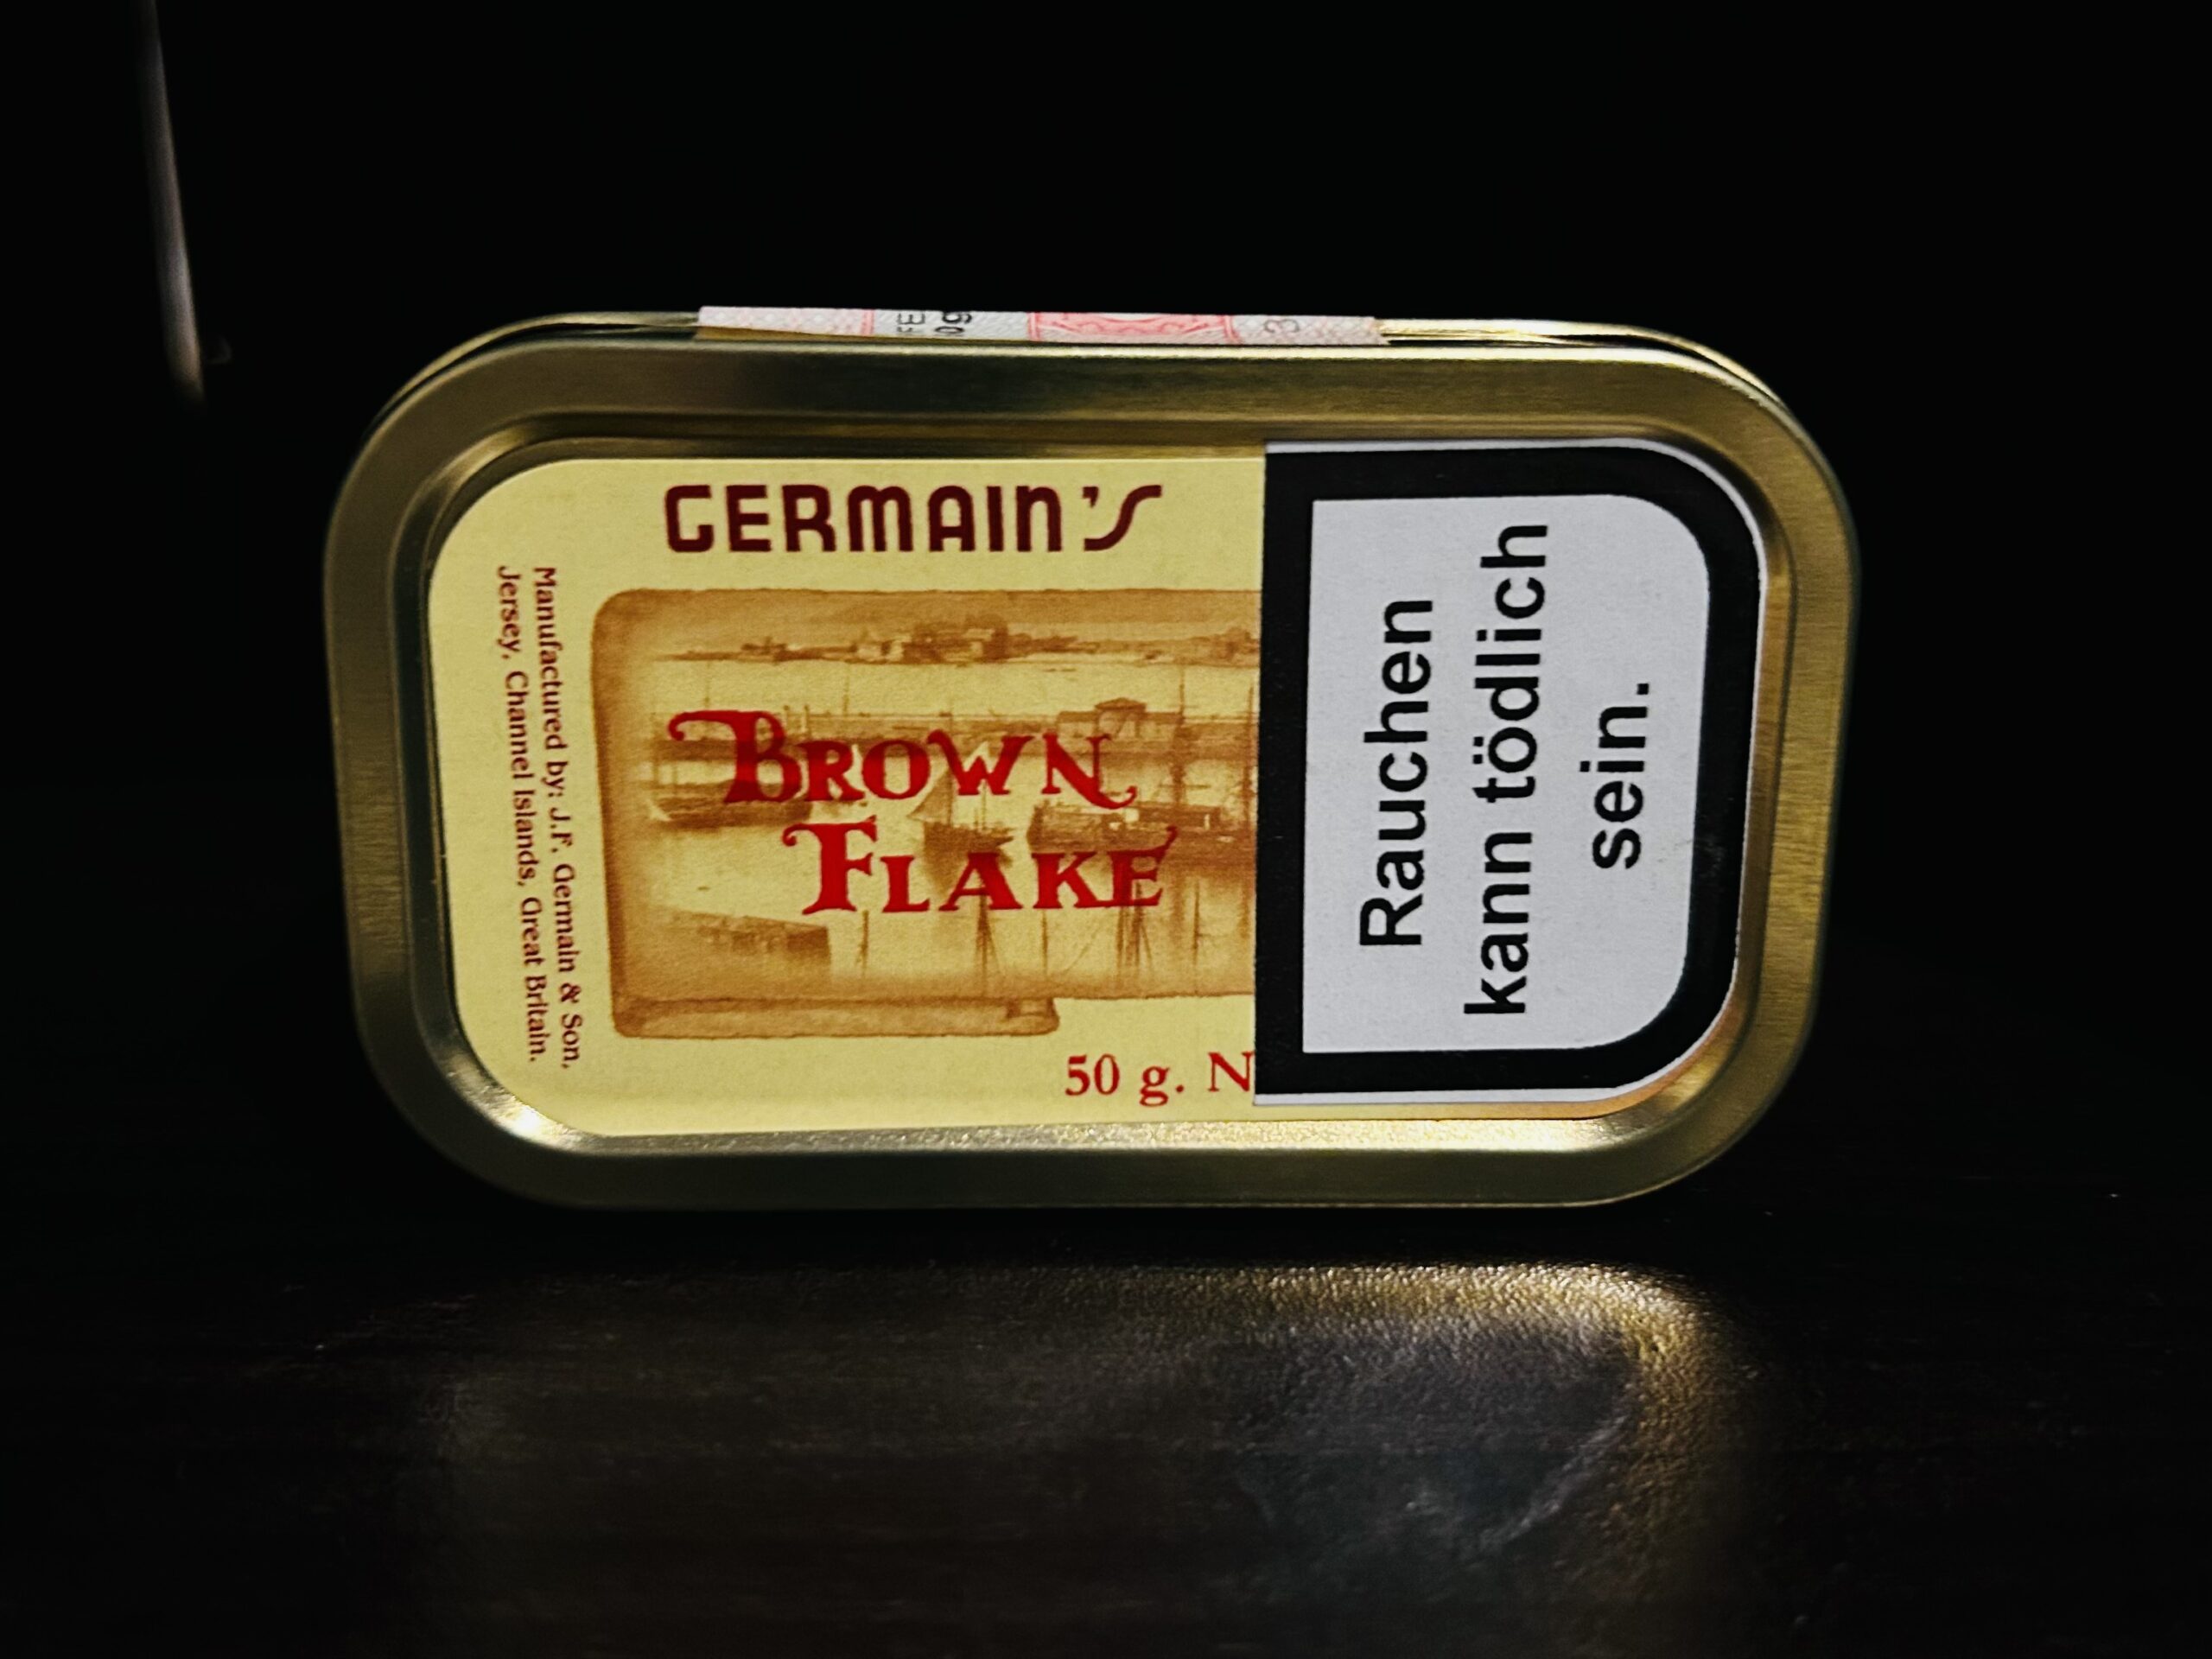 GERMAIN'S
BROWN
FLAKE
50 g. N
Manufactured by: J.F. Germain & Son,
Jersey, Channel Islands, Great Britain.
Rauchen
kann tödlich
sein.